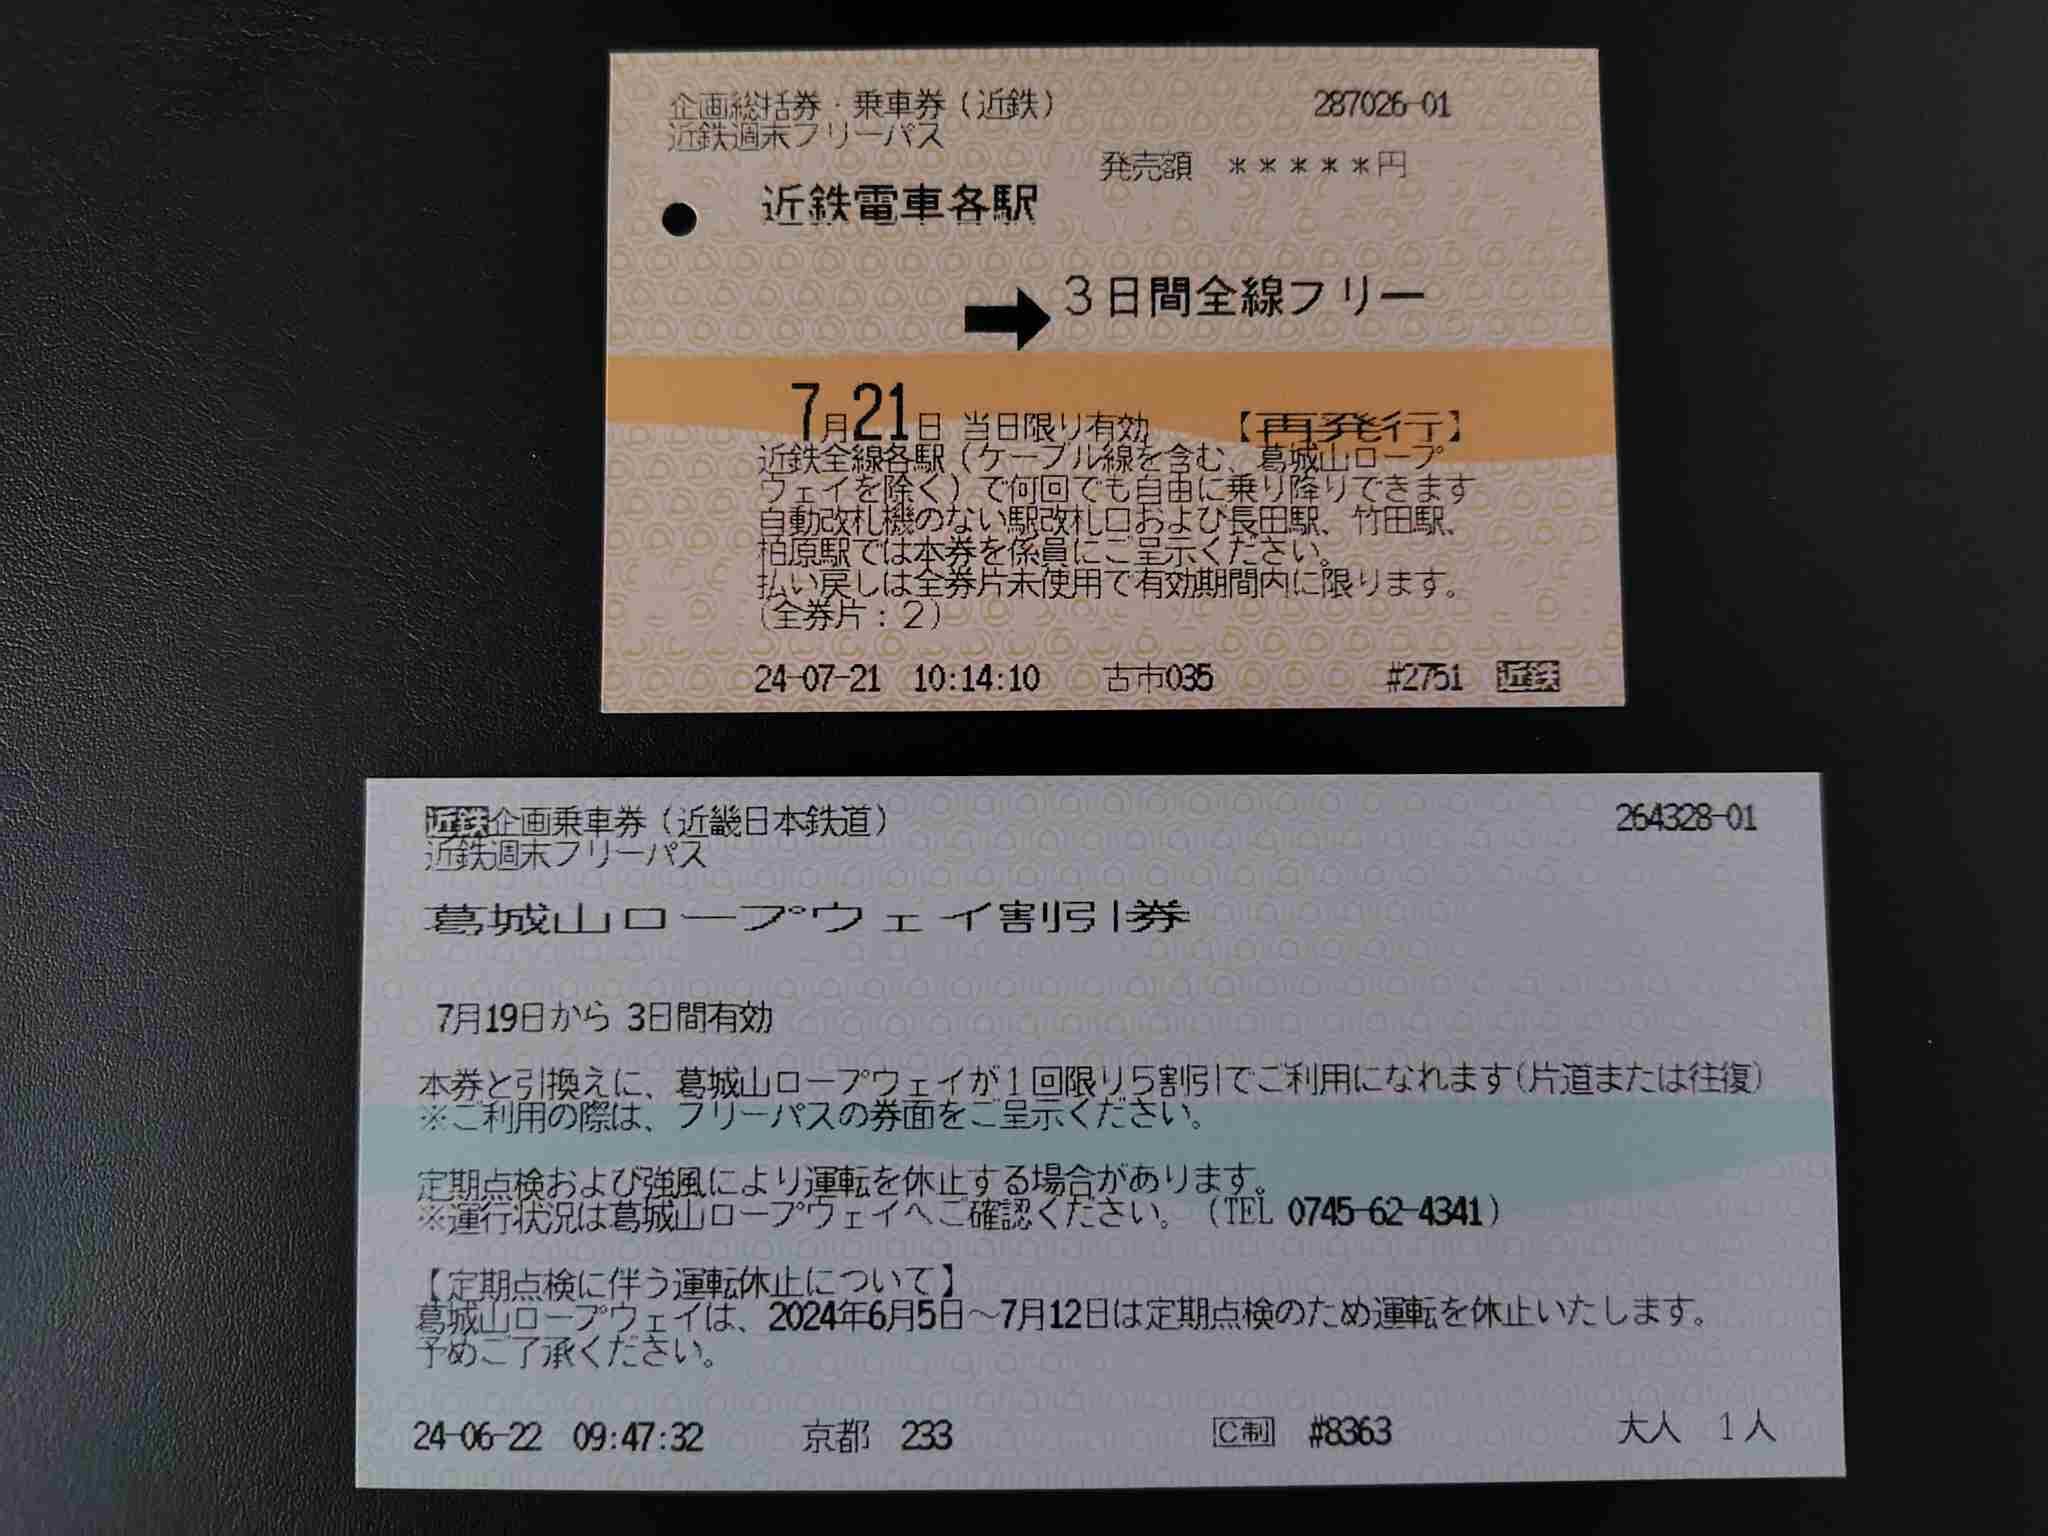 企画総括券・乗車券(近鉄) 287026-01
近鉄週末フリーパス
発売額 *****円
近鉄電車各駅
➡3日間全線フリー
7月21日 当日限り有効 【再発行】
近鉄全線各駅(ケーブル線を含む、葛城山ロープ
ウェイを除く)で何回でも自由に乗り降りできます
自動改札機のない駅改札口および長田駅、竹田駅、
柏原駅では本券を係員にご呈示ください。
払い戻しは全券片未使用で有効期間内に限ります。
(全券片:2)
24-07-21 10:14:10 古市035 #2751 近鉄
近鉄企画乗車券(近畿日本鉄道) 264328-01
近鉄週末フリーパス
葛城山ロープウェイ割引券
7月19日から 3日間有効
本券と引換えに、葛城山ロープウェイが1回限り5割引でご利用になれます(片道または往復)
※ご利用の際は、フリーパスの券面をご呈示ください。
定期点検および強風により運転を休止する場合があります。
※運行状況は葛城山ロープウェイへご確認ください。(TEL 0745-62-4341)
【定期点検に伴う運転休止について】
葛城山ロープウェイは、2024年6月5日~7月12日は定期点検のため運転を休止いたします。
予めご了承ください。
24-06-22 09:47:32 京都 233 C制 #8363 大人 1人